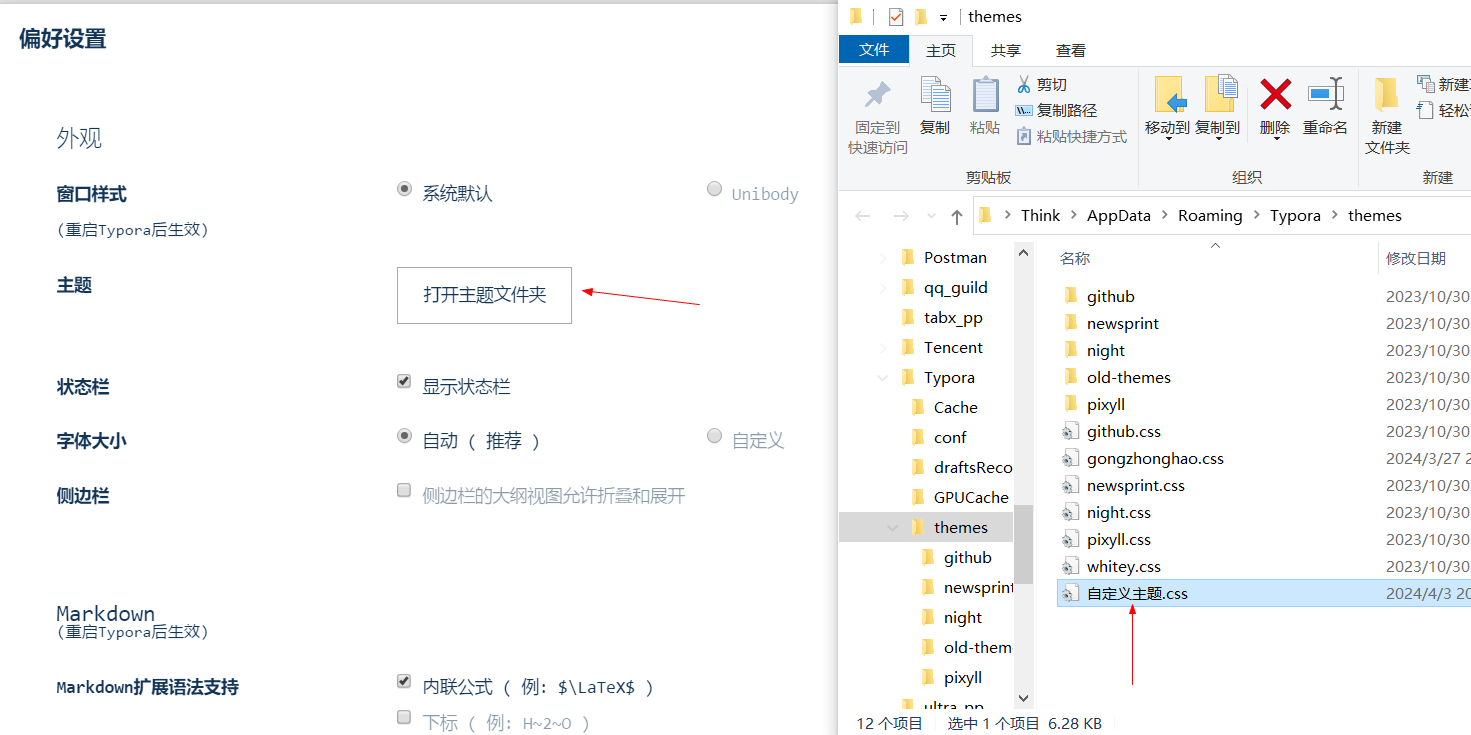 偏好设置
外观
窗口样式
系统默认
Unibody
(重启Typora后生效)
主题
打开主题文件夹
状态栏
显示状态栏
字体大小
自动 ( 推荐 )
自定义
侧边栏
侧边栏的大纲视图允许折叠和展开
Markdown
(重启Typora后生效)
Markdown扩展语法支持
内联公式 ( 例: $\LaTeX$ )
下标 ( 例: H~2~O )
themes
文件
主页
共享
查看
固定到
快速访问
复制
粘贴
剪切
复制路径
粘贴快捷方式
剪贴板
移动到
复制到
删除
重命名
组织
新建
文件夹
新建
轻松
新建
Think
AppData
Roaming
Typora
themes
Postman
qq_guild
tabx_pp
Tencent
Typora
Cache
conf
draftsReco
GPUCache
themes
github
newsprint
night
old-them
pixyll
ultra_pp
名称
修改日期
github
2023/10/30
newsprint
2023/10/30
night
2023/10/30
old-themes
2023/10/30
pixyll
2023/10/30
github.css
2023/10/30
gongzhonghao.css
2024/3/27 2
newsprint.css
2023/10/30
night.css
2023/10/30
pixyll.css
2023/10/30
whitey.css
2023/10/30
自定义主题.css
2024/4/3 20
12 个项目
选中 1 个项目
6.28 KB